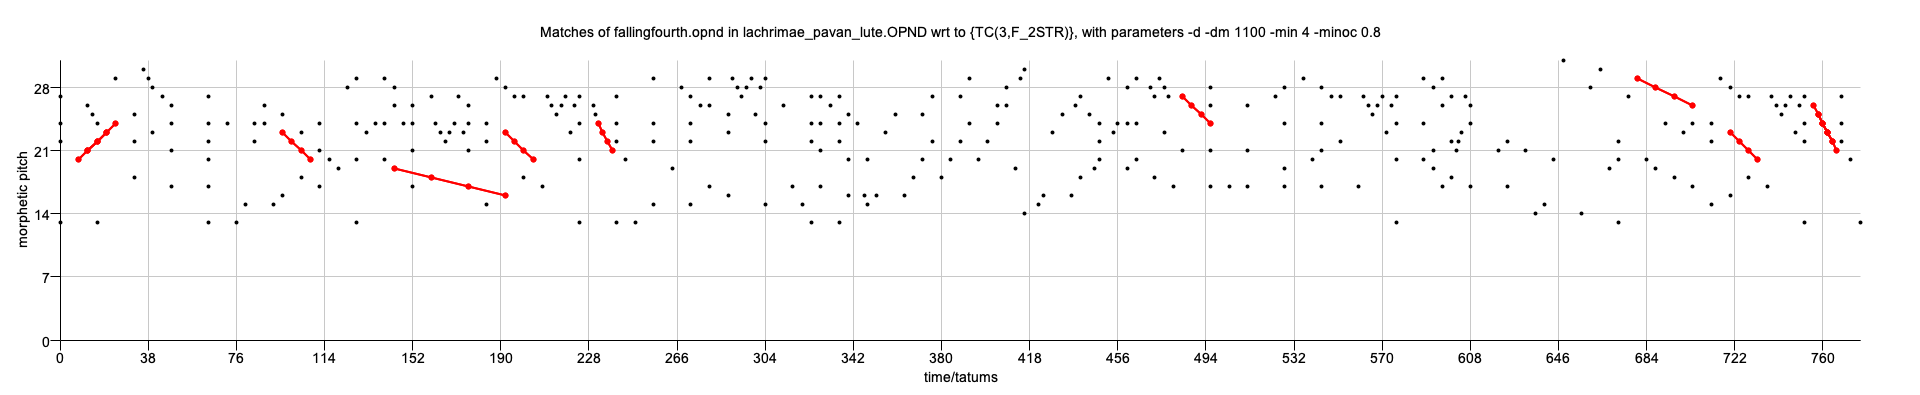 Matches of fallingfourth.opnd in lachrimae_pavan_lute.OPND wrt to {TC(3,F_2STR)}, with parameters -d -dm 1100 -min 4 -minoc 0.8
morphetic pitch
28
21
14
7
0
0 38 76 114 152 190 228 266 304 342 380 418 456 494 532 570 608 646 684 722 760
time/tatums